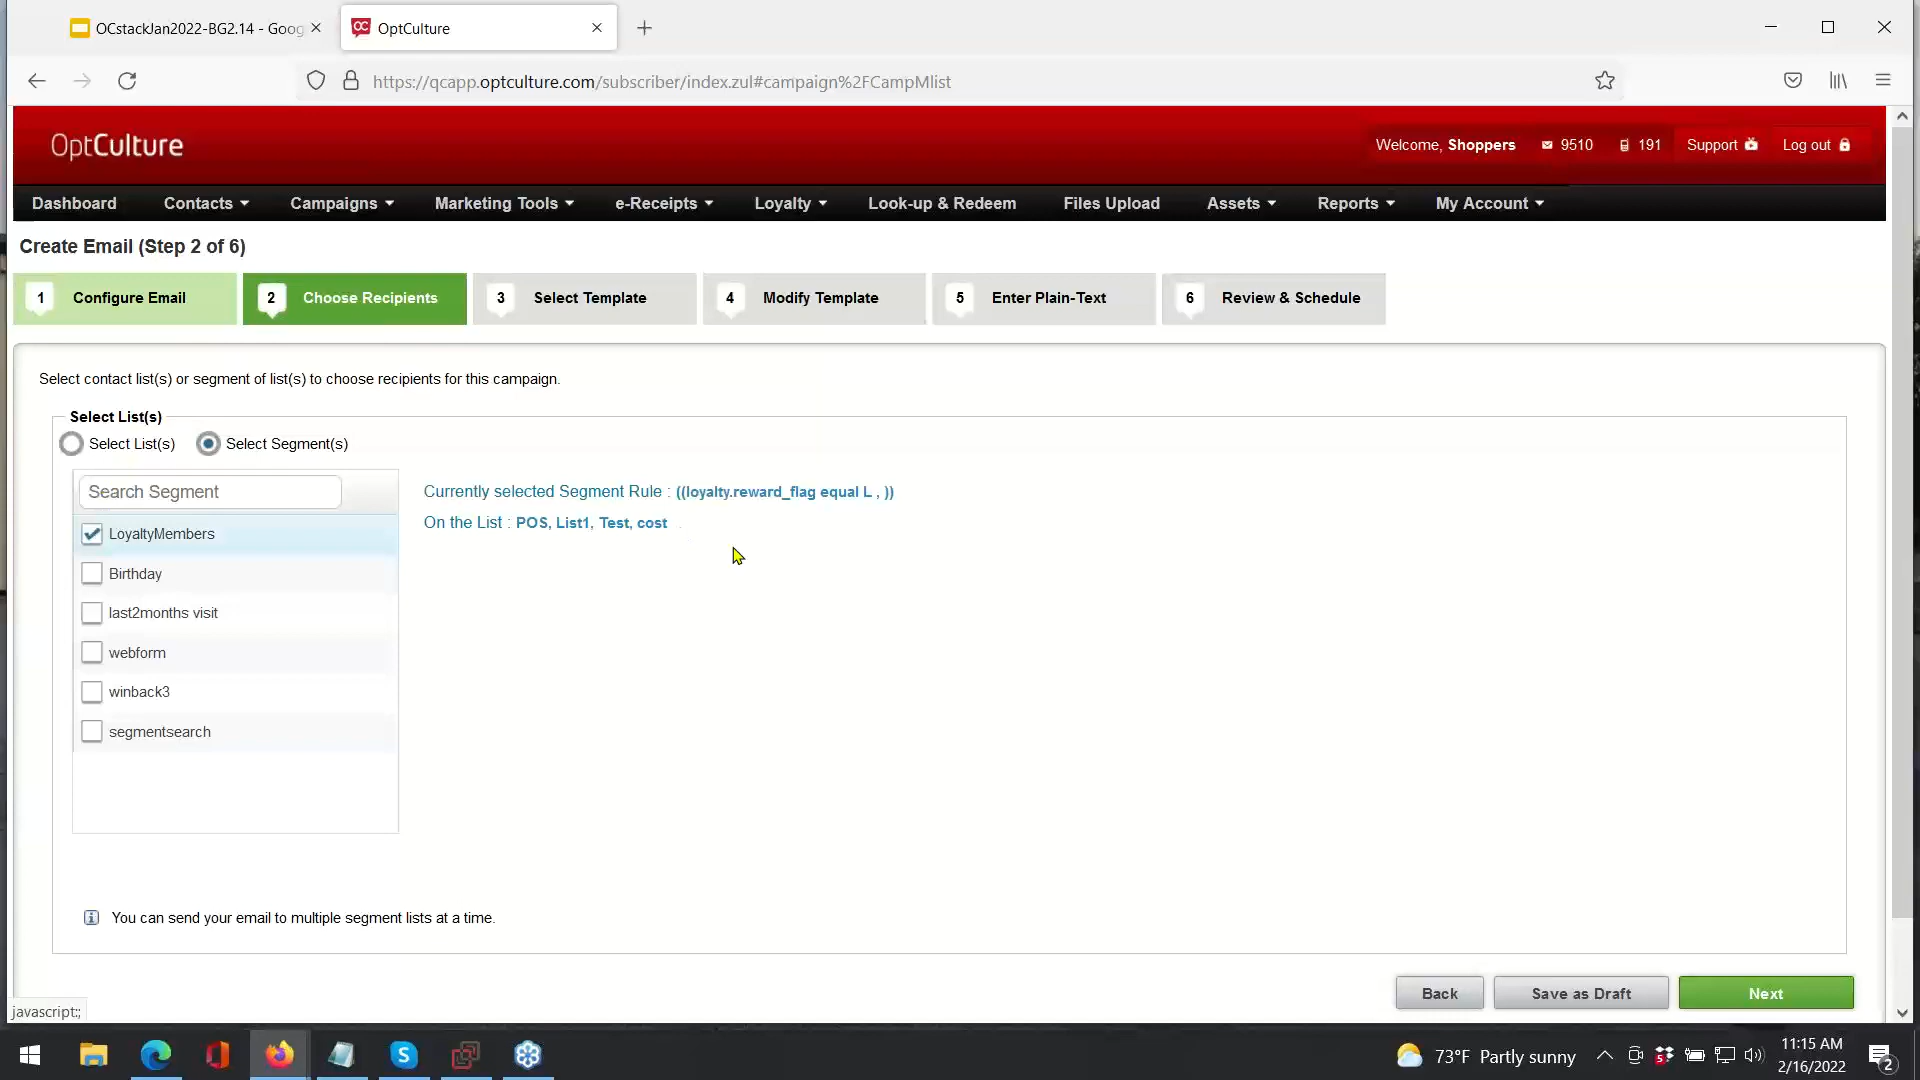 OCstackJan2022-BG2.14 - Goog
OptCulture
https://qcapp.optculture.com/subscriber/index.zul#campaign%2FCampMlist
OptCulture
Welcome, Shoppers
9510
191
Support
Log out
Dashboard
Contacts
Campaigns
Marketing Tools
e-Receipts
Loyalty
Look-up & Redeem
Files Upload
Assets
Reports
My Account
Create Email (Step 2 of 6)
1 Configure Email
2 Choose Recipients
3 Select Template
4 Modify Template
5 Enter Plain-Text
6 Review & Schedule
Select contact list(s) or segment of list(s) to choose recipients for this campaign.
Select List(s)
Select List(s)
Select Segment(s)
Search Segment
Currently selected Segment Rule : ((loyalty.reward_flag equal L , ))
On the List : POS, List1, Test, cost
LoyaltyMembers
Birthday
last2months visit
webform
winback3
segmentsearch
You can send your email to multiple segment lists at a time.
Back
Save as Draft
Next
javascript:;
73°F Partly sunny
11:15 AM
2/16/2022
2